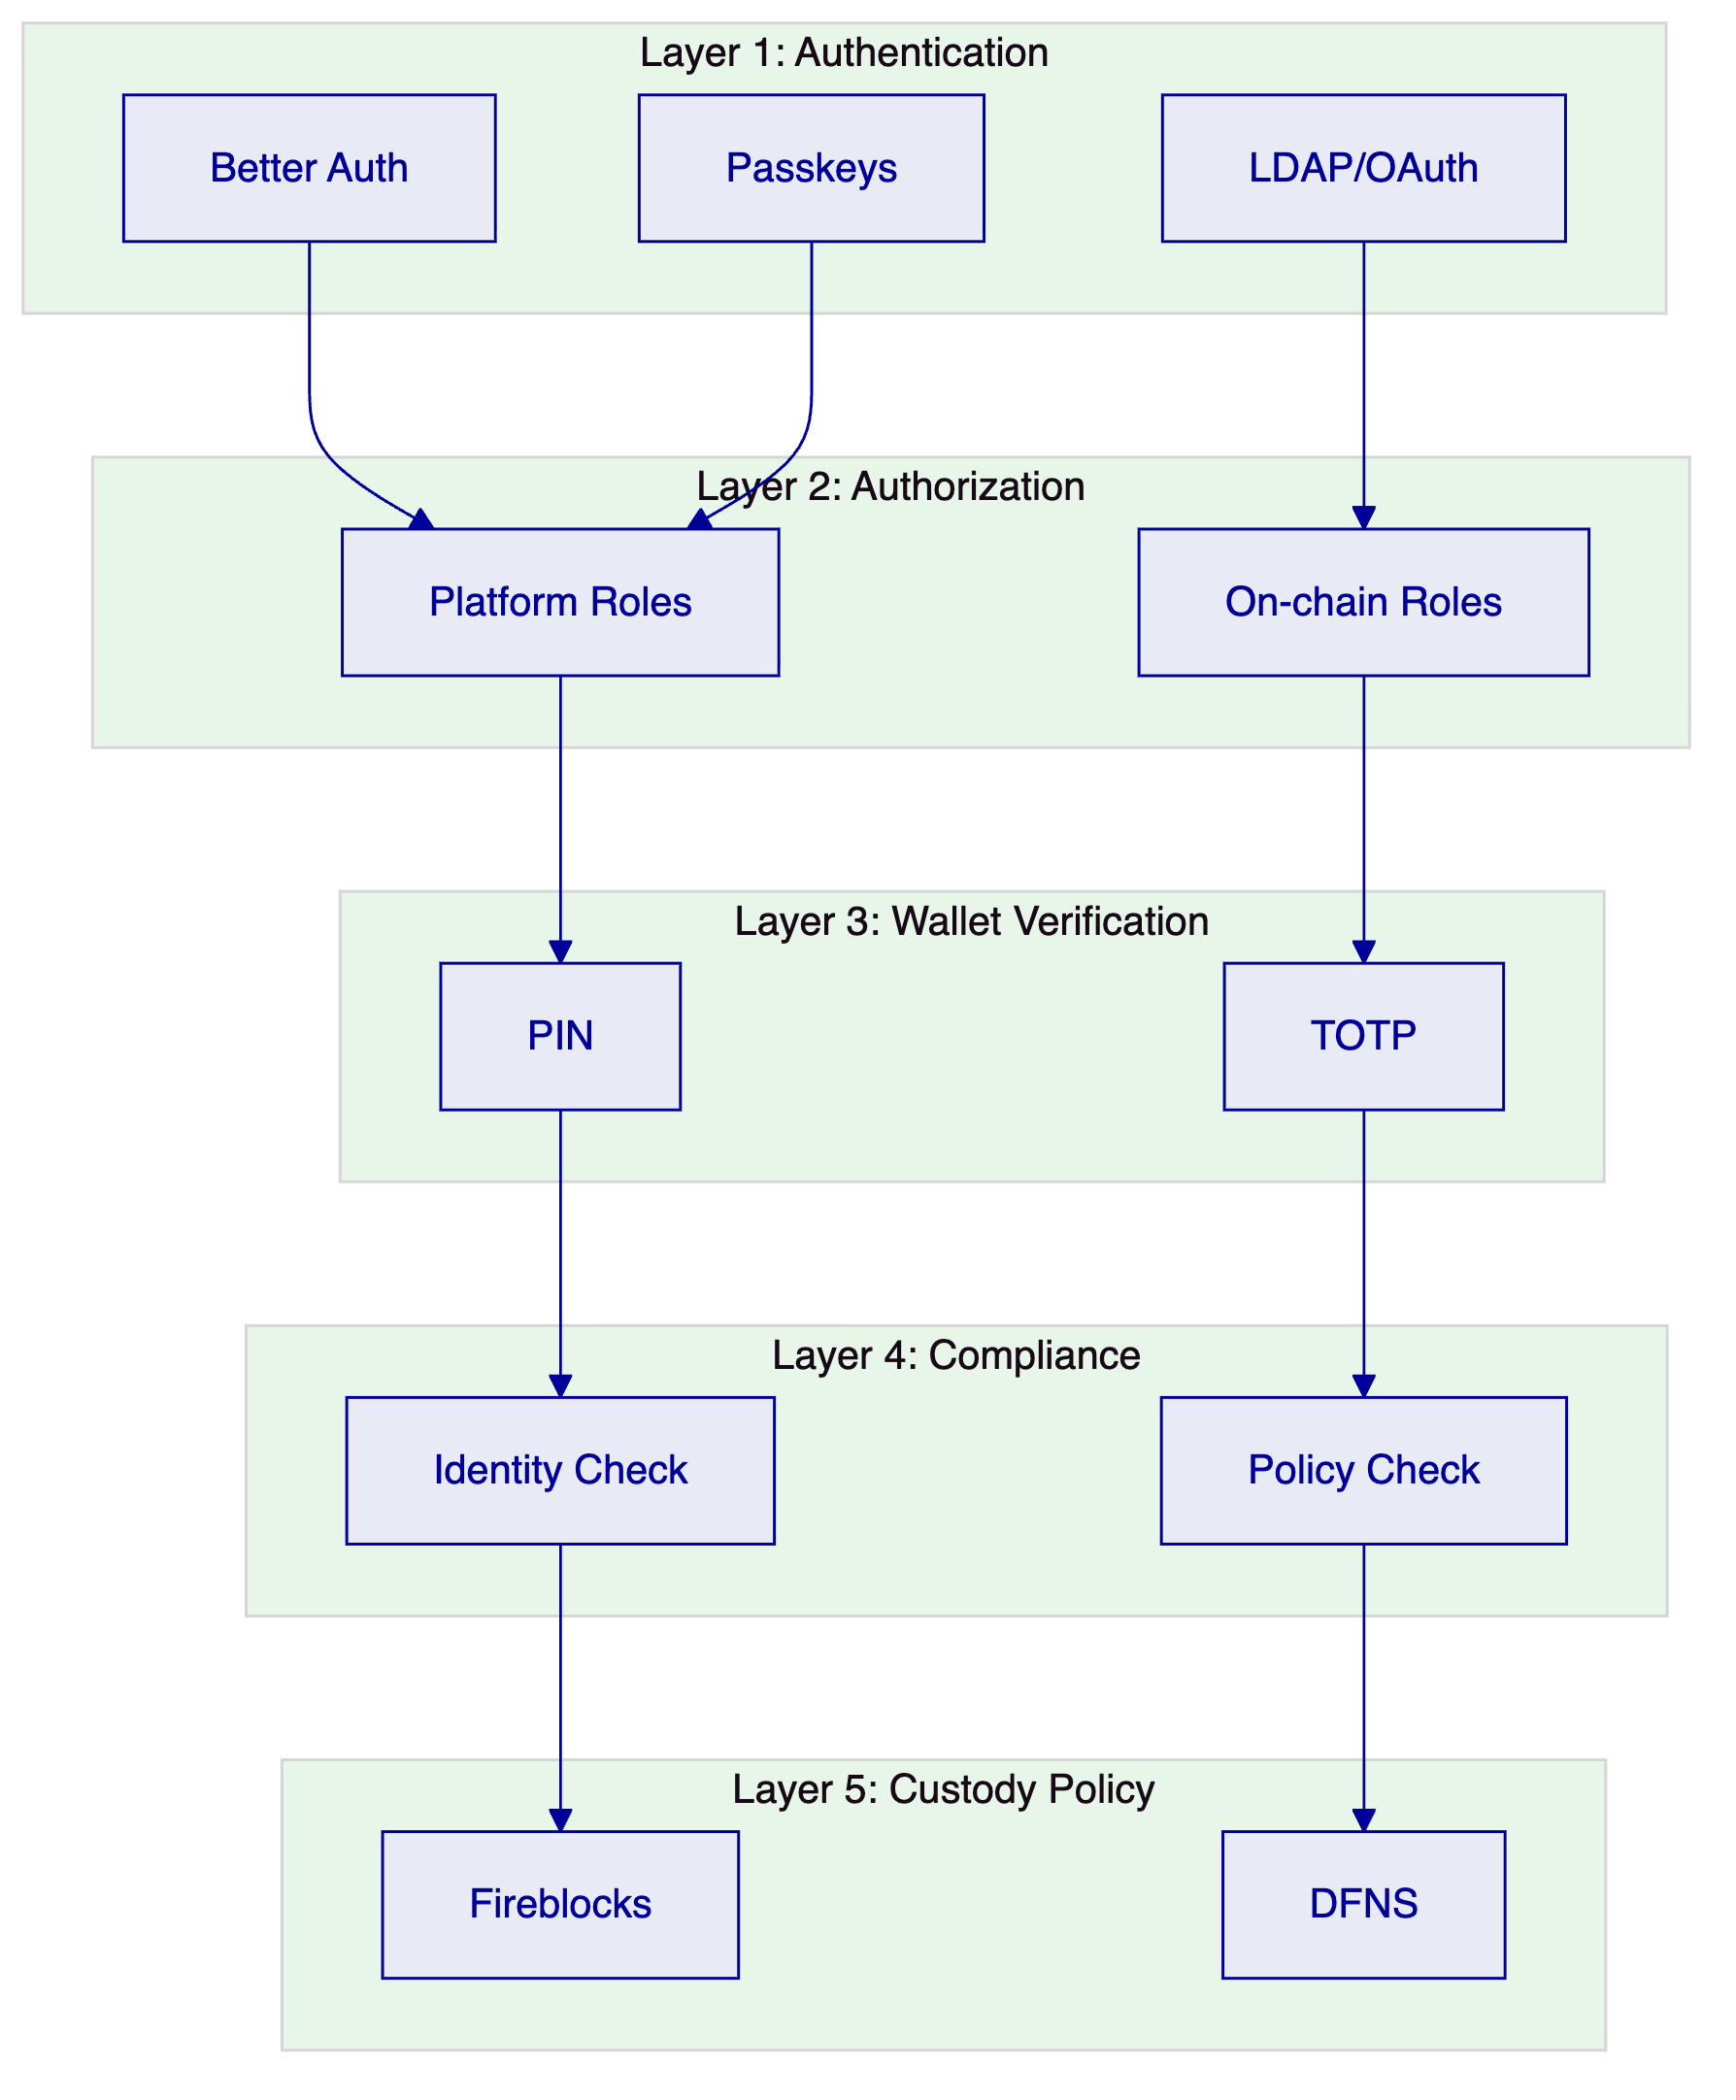 Layer 1: Authentication
Better Auth
Passkeys
LDAP/OAuth
Layer 2: Authorization
Platform Roles
On-chain Roles
Layer 3: Wallet Verification
PIN
TOTP
Layer 4: Compliance
Identity Check
Policy Check
Layer 5: Custody Policy
Fireblocks
DFNS